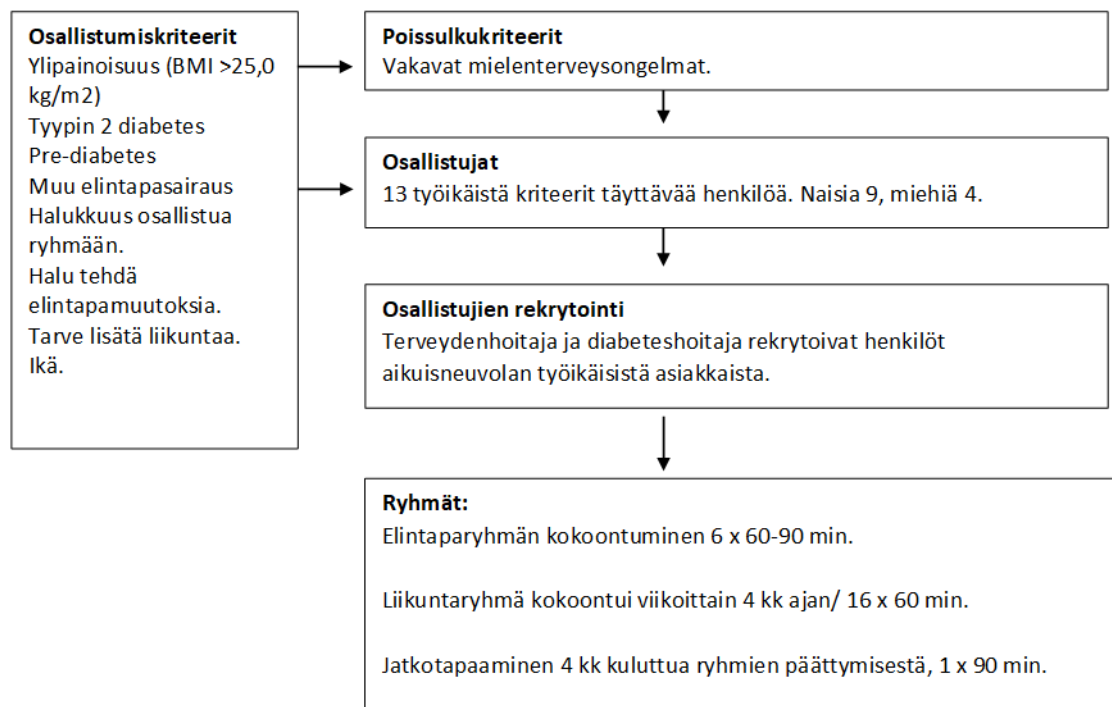 Osallistumiskriteerit
Ylipainoisuus (BMI >25,0
kg/m2)
Tyypin 2 diabetes
Pre-diabetes
Muu elintapasairaus
Halukkuus osallistua
ryhmään.
Halu tehdä
elintapamuutoksia.
Tarve lisätä liikuntaa.
Ikä.
Poissulkukriteerit
Vakavat mielenterveysongelmat.
Osallistujat
13 työikäistä kriteerit täyttävää henkilöä. Naisia 9, miehiä 4.
Osallistujien rekrytointi
Terveydenhoitaja ja diabeteshoitaja rekrytoivat henkilöt
aikuisneuvolan työikäisistä asiakkaista.
Ryhmät:
Elintaparyhmän kokoontuminen 6 x 60-90 min.
Liikuntaryhmä kokoontui viikoittain 4 kk ajan/ 16 x 60 min.
Jatkotapaaminen 4 kk kuluttua ryhmien päättymisestä, 1 x 90 min.